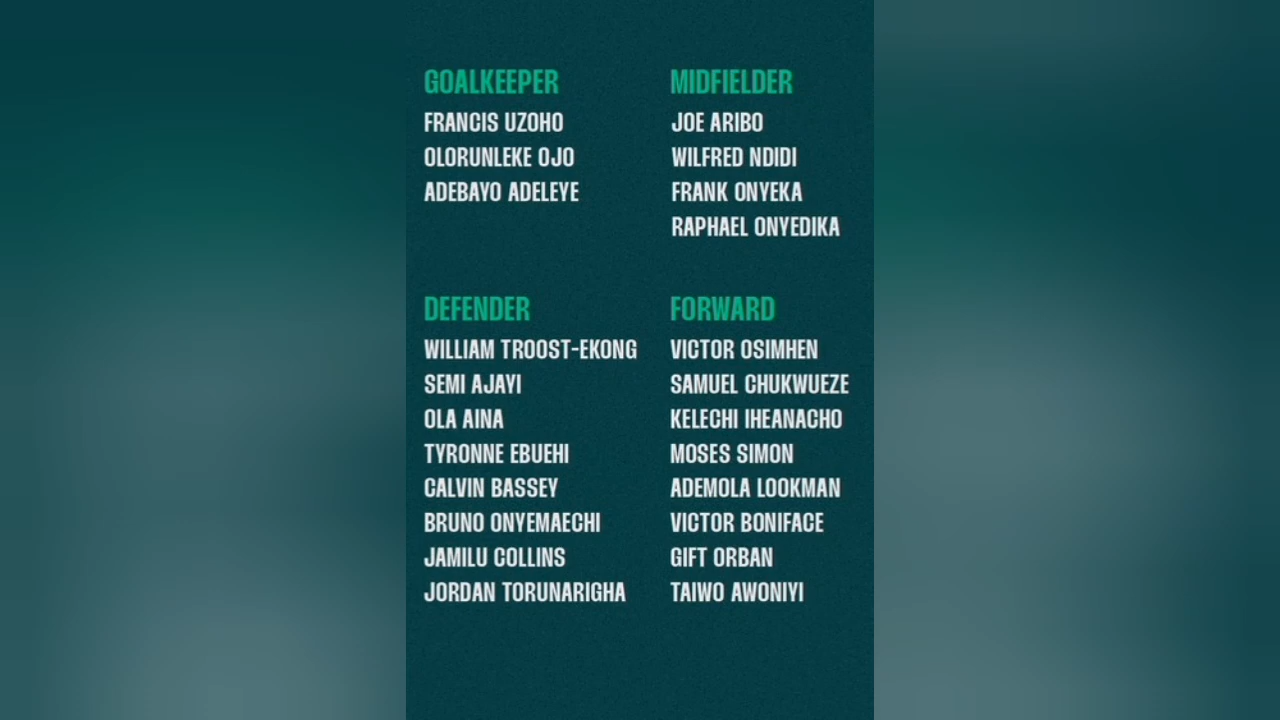 GOALKEEPER
FRANCIS UZOHO
OLORUNLEKE OJO
ADEBAYO ADELEYE
MIDFIELDER
JOE ARIBO
WILFRED NDIDI
FRANK ONYEKA
RAPHAEL ONYEDIKA
DEFENDER
WILLIAM TROOST-EKONG
SEMI AJAYI
OLA AINA
TYRONNE EBUEHI
CALVIN BASSEY
BRUNO ONYEMAECHI
JAMILU COLLINS
JORDAN TORUNARIGHA
FORWARD
VICTOR OSIMHEN
SAMUEL CHUKWUEZE
KELECHI IHEANACHO
MOSES SIMON
ADEMOLA LOOKMAN
VICTOR BONIFACE
GIFT ORBAN
TAIWO AWONIYI